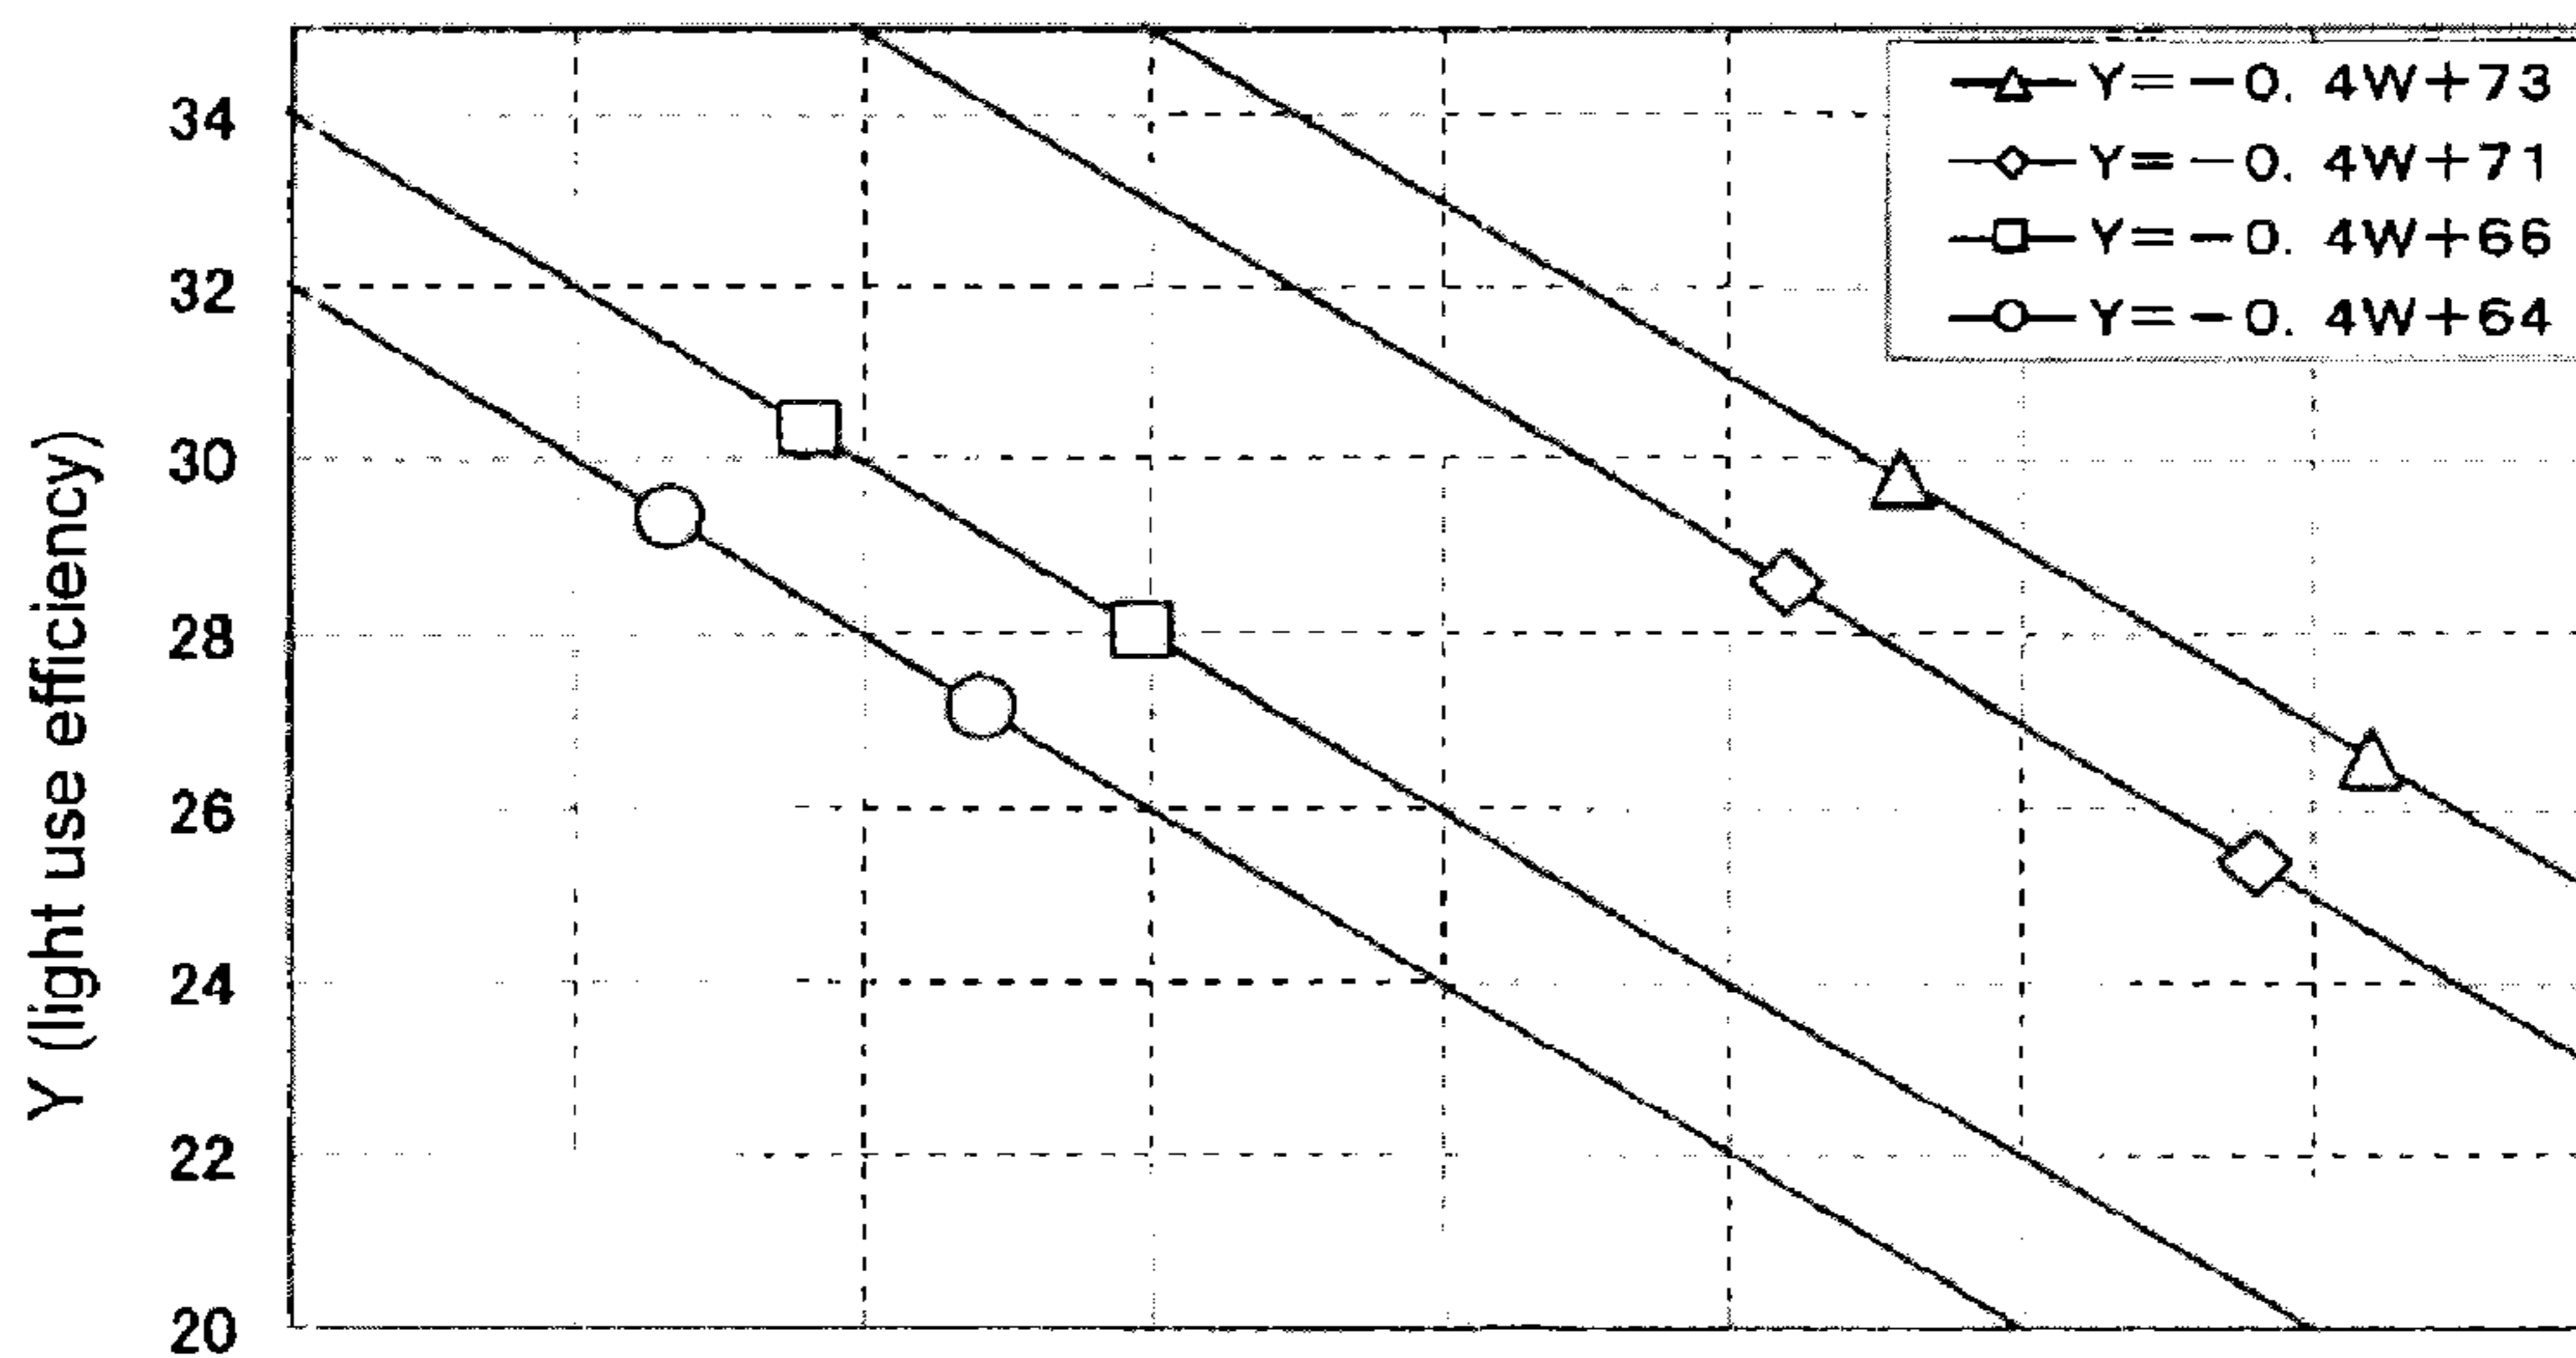 Y=-0. 4W+73
Y=-0. 4W+71
Y=-0. 4W+66
Y=-0. 4W+64
34
32
30
28
26
24
22
20
Y (light use efficiency)